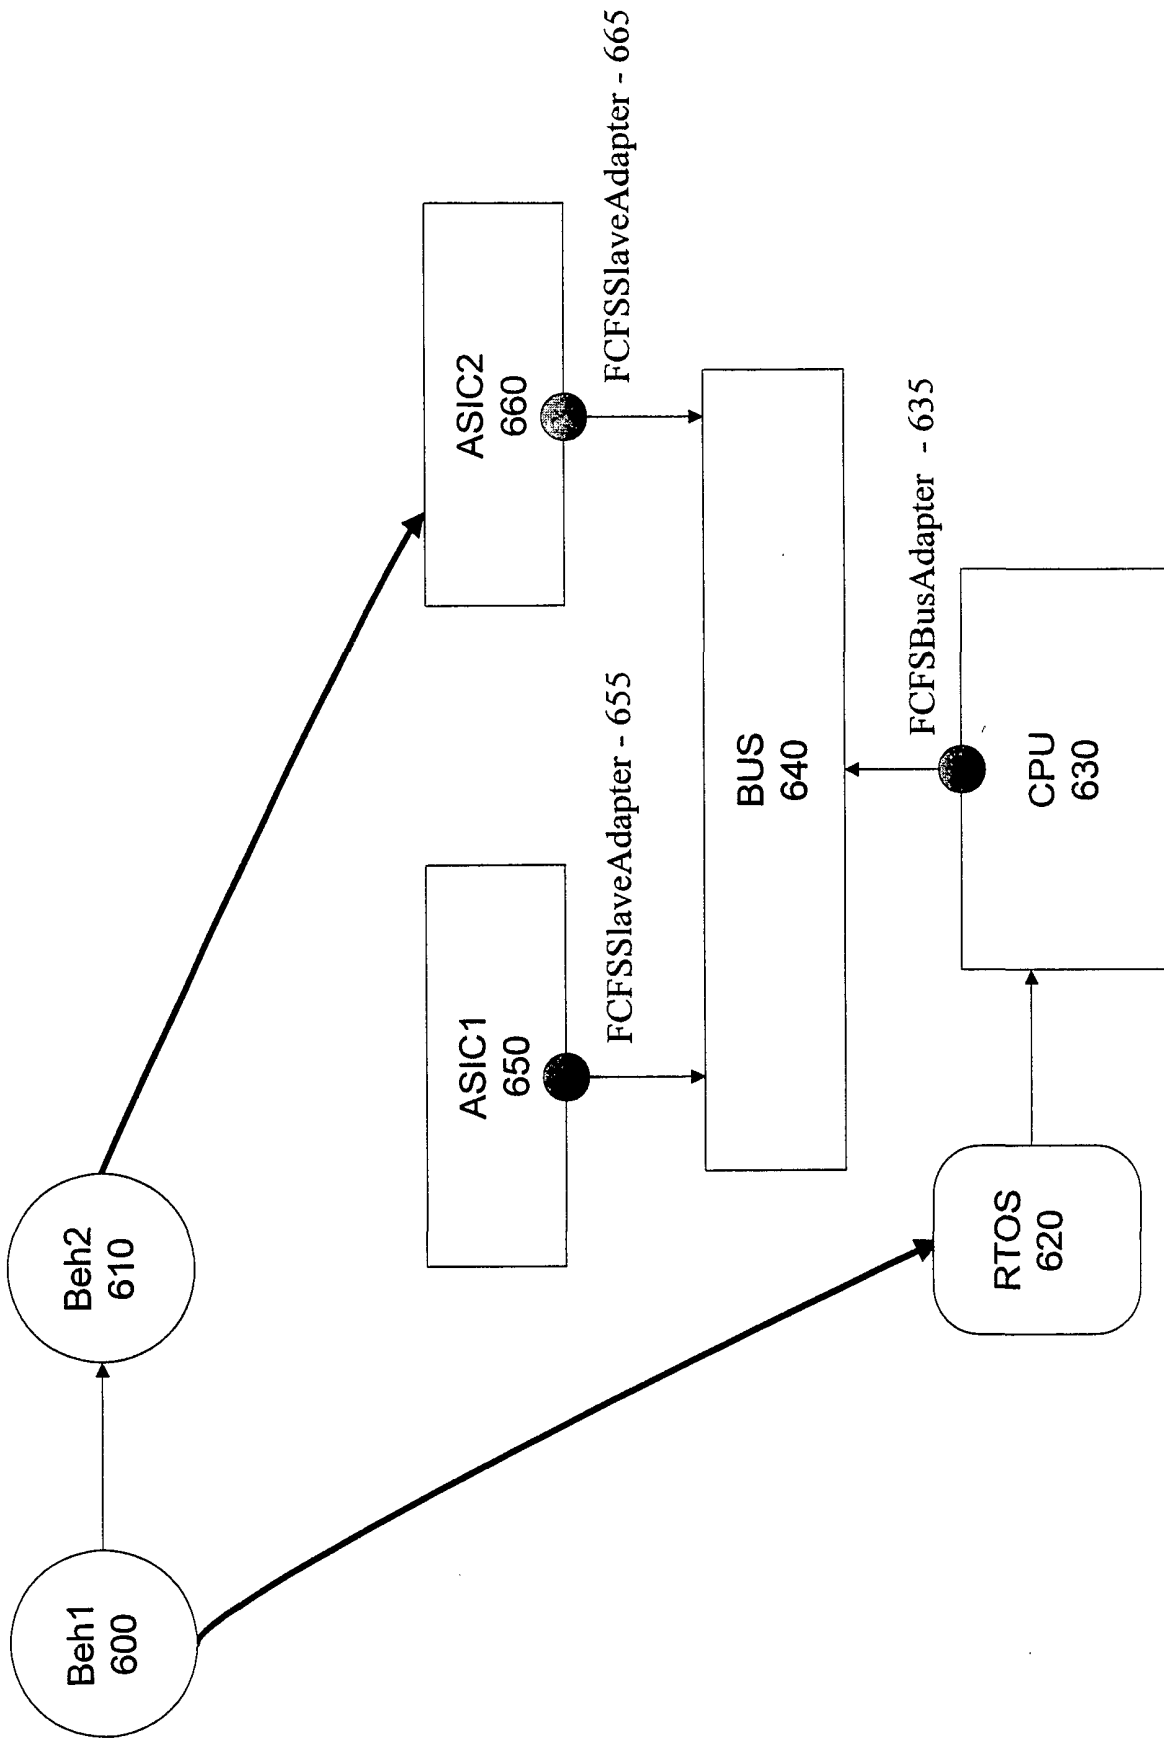 Beh1
600
Beh2
610
ASIC1
650
ASIC2
660
FCFSSlaveAdapter - 655
FCFSSlaveAdapter - 665
BUS
640
FCFSBusAdapter - 635
RTOS
620
CPU
630